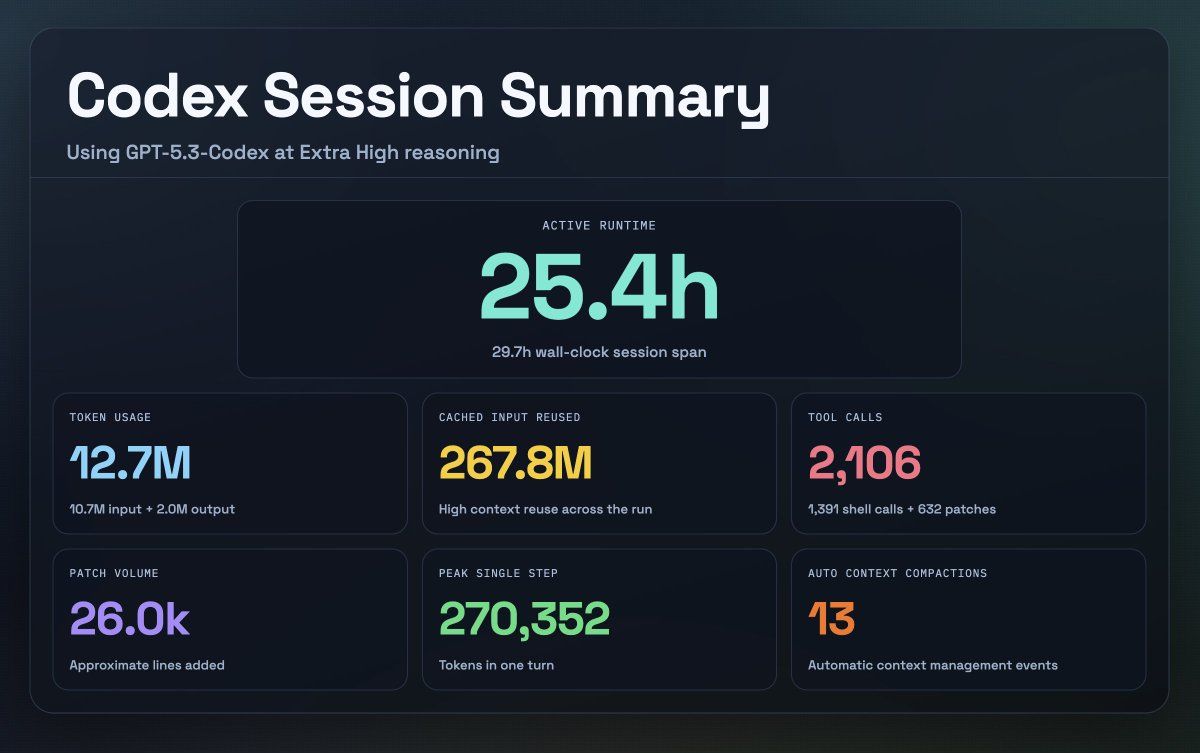 Codex Session Summary
Using GPT-5.3-Codex at Extra High reasoning
ACTIVE RUNTIME
25.4h
29.7h wall-clock session span
TOKEN USAGE
12.7M
10.7M input + 2.0M output
CACHED INPUT REUSED
267.8M
High context reuse across the run
TOOL CALLS
2,106
1,391 shell calls + 632 patches
PATCH VOLUME
26.0k
Approximate lines added
PEAK SINGLE STEP
270,352
Tokens in one turn
AUTO CONTEXT COMPACTIONS
13
Automatic context management events